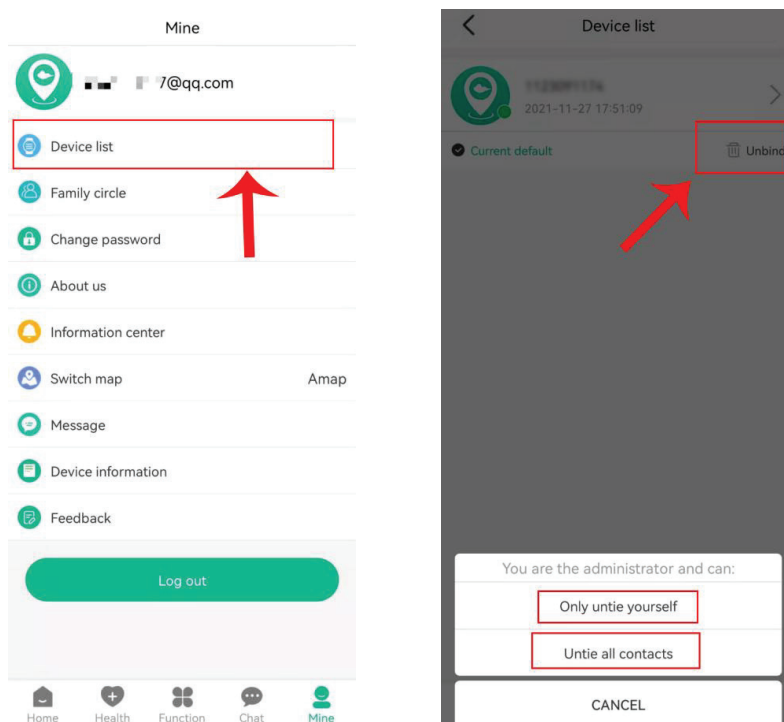 Mine
7@qq.com
Device list
Family circle
Change password
About us
Information center
Switch map Amap
Message
Device information
Feedback
Log out
Home Health Function Chat Mine
Device list
2021-11-27 17:51:09
Current default Unbind
You are the administrator and can:
Only untie yourself
Untie all contacts
CANCEL